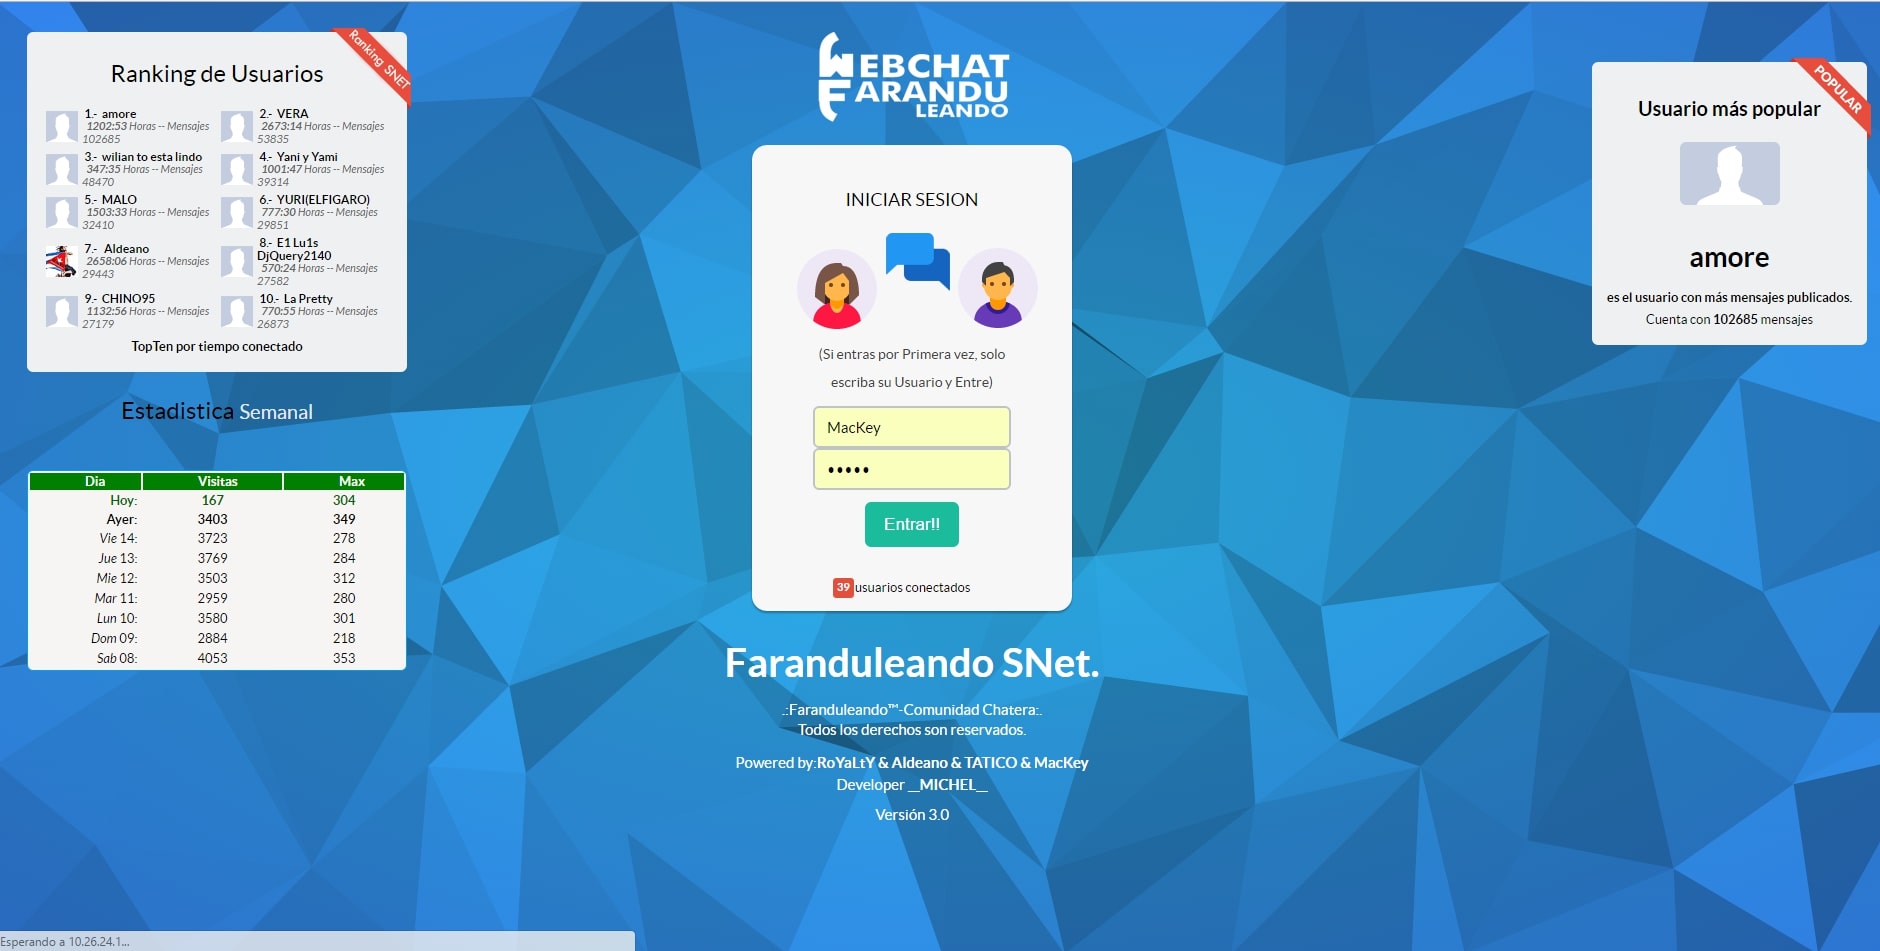 Ranking SNET
Ranking de Usuarios
1.- amore
1202:53 Horas -- Mensajes
102685
2.- VERA
2673:14 Horas -- Mensajes
53835
3.- wilian to esta lindo
347:35 Horas -- Mensajes
48470
4.- Yani y Yami
1001:47 Horas -- Mensajes
39314
5.- MALO
1503:33 Horas -- Mensajes
32410
6.- YURI(ELFIGARO)
777:30 Horas -- Mensajes
29851
7.- Aldeano
2658:06 Horas -- Mensajes
29443
8.- E1 Lu1s
DjQuery2140
570:24 Horas -- Mensajes
27582
9.- CHINO95
1132:56 Horas -- Mensajes
27179
10.- La Pretty
770:55 Horas -- Mensajes
26873
TopTen por tiempo conectado
Estadistica Semanal
Dia Visitas Max
Hoy: 167 304
Ayer: 3403 349
Vie 14: 3723 278
Jue 13: 3769 284
Mie 12: 3503 312
Mar 11: 2959 280
Lun 10: 3580 301
Dom 09: 2884 218
Sab 08: 4053 353
WEBCHAT
FARANDU
LEANDO
INICIAR SESION
(Si entras por Primera vez, solo
escriba su Usuario y Entre)
MacKey
•••••
Entrar!!
39 usuarios conectados
Faranduleando SNet.
.:Faranduleando™-Comunidad Chatera:.
Todos los derechos son reservados.
Powered by:RoYaLtY & Aldeano & TATICO & MacKey
Developer __MICHEL__
Versión 3.0
POPULAR
Usuario más popular
amore
es el usuario con más mensajes publicados.
Cuenta con 102685 mensajes
Esperando a 10.26.24.1...